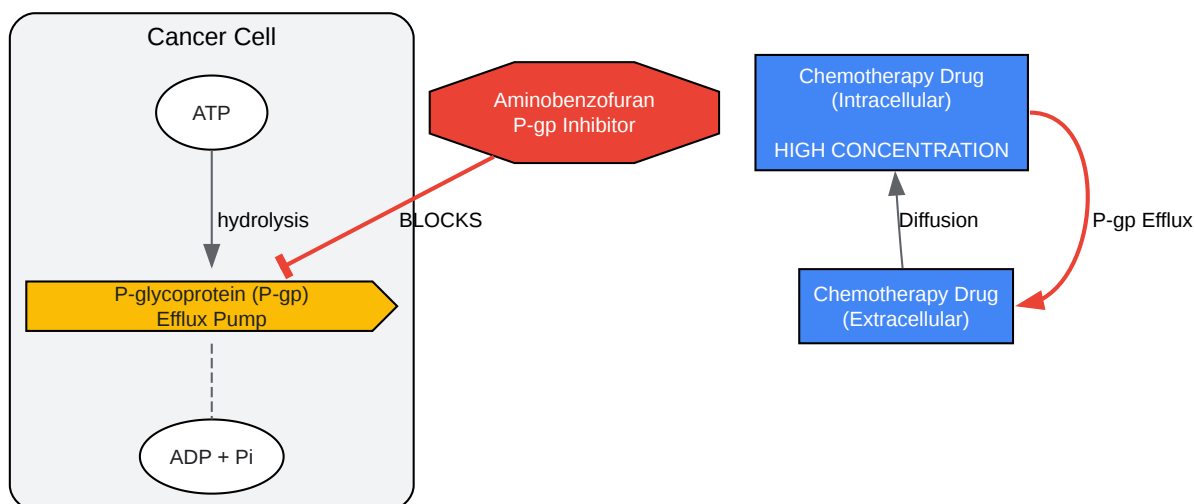 Cancer Cell
ATP
hydrolysis
P-glycoprotein (P-gp)
Efflux Pump
ADP + Pi
Aminobenzofuran
P-gp Inhibitor
BLOCKS
Chemotherapy Drug
(Intracellular)
HIGH CONCENTRATION
Diffusion
P-gp Efflux
Chemotherapy Drug
(Extracellular)